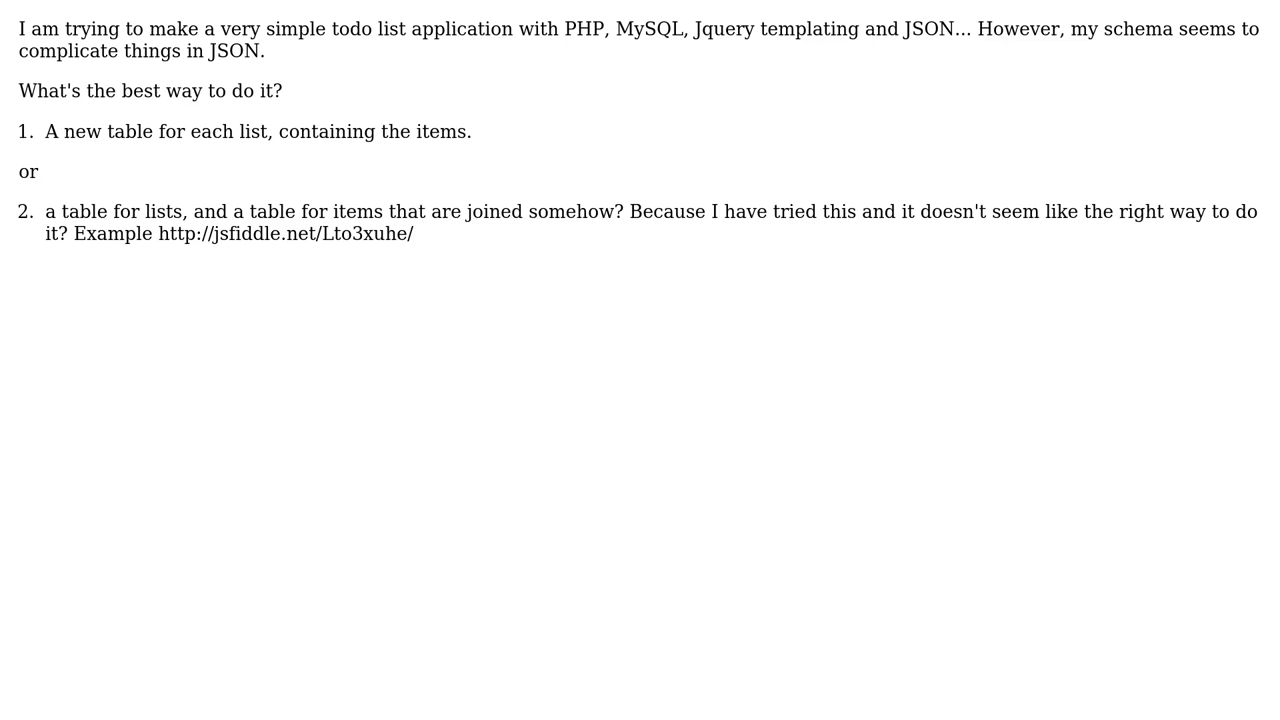 I am trying to make a very simple todo list application with PHP, MySQL, Jquery templating and JSON... However, my schema seems to
complicate things in JSON.
What's the best way to do it?
1. A new table for each list, containing the items.
or
2. a table for lists, and a table for items that are joined somehow? Because I have tried this and it doesn't seem like the right way to do
it? Example http://jsfiddle.net/Lto3xuhe/